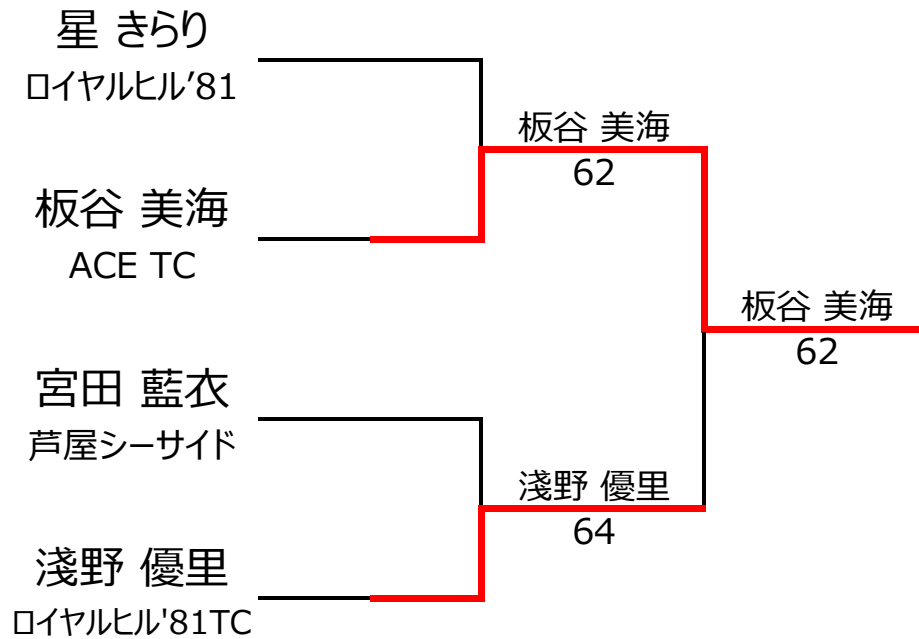 星 きらり
ロイヤルヒル’81
板谷 美海
62
板谷 美海
ACE TC
板谷 美海
62
宮田 藍衣
芦屋シーサイド
淺野 優里
64
淺野 優里
ロイヤルヒル'81TC